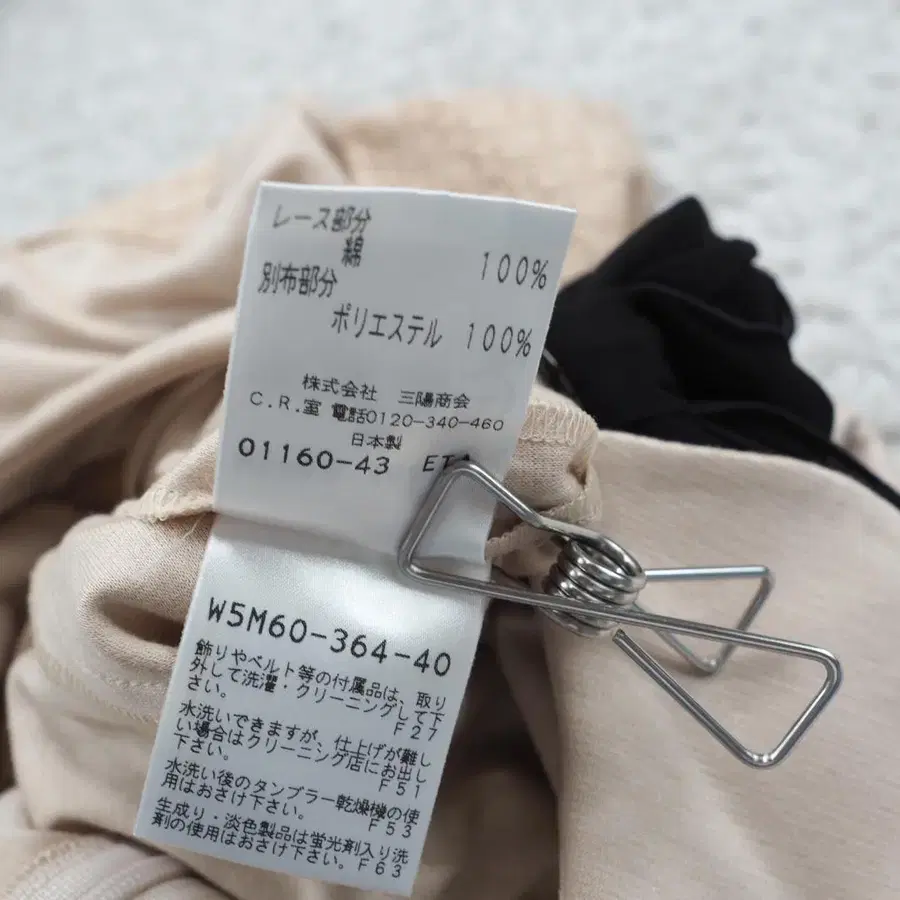 レース部分
綿 100%
別布部分
ポリエステル 100%
株式会社 三陽商会
C.R.室 電話0120-340-460
日本製
01160-43
W5M60-364-40
飾りやベルト等の付属品は、取り
外して洗濯・クリーニングして下
さい。 F27
水洗いできますが、仕上げが難し
い場合はクリーニング店にお出し
下さい。 F51
水洗い後のタンブラー乾燥機の使
用はおさけ下さい。 F53
生成り・淡色製品は蛍光剤入り洗
剤の使用はおさけ下さい。F63